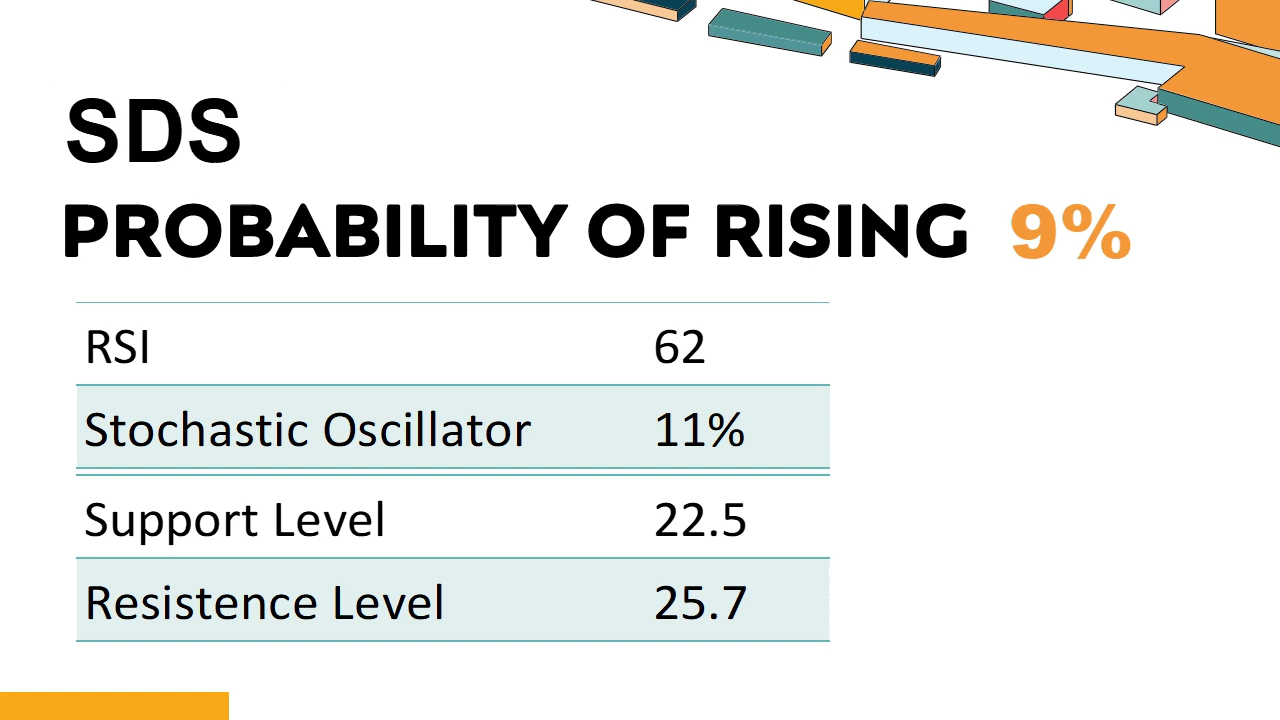 SDS
PROBABILITY OF RISING 9%
RSI 62
Stochastic Oscillator 11%
Support Level 22.5
Resistence Level 25.7